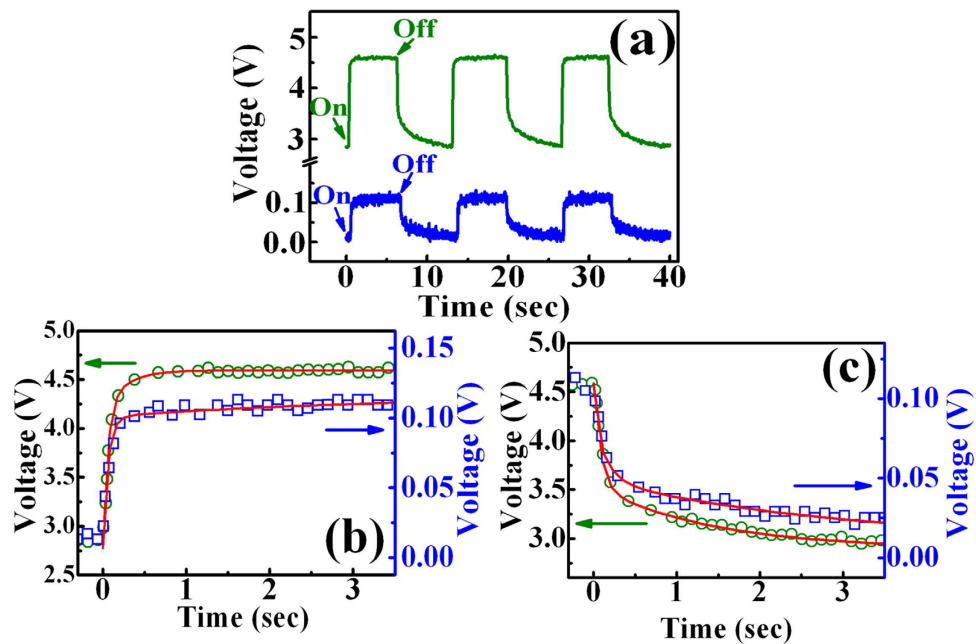 (a)
Voltage (V)
5
4
3
0.1
0.0
On
Off
On
Off
0 10 20 30 40
Time (sec)
(b)
Voltage (V)
5.0
4.5
4.0
3.5
3.0
2.5
0 1 2 3
Time (sec)
0.15
0.10
0.05
0.00
Voltage (V)
(c)
Voltage (V)
5.0
4.5
4.0
3.5
3.0
0 1 2 3
Time (sec)
0.10
0.05
0.00
Voltage (V)